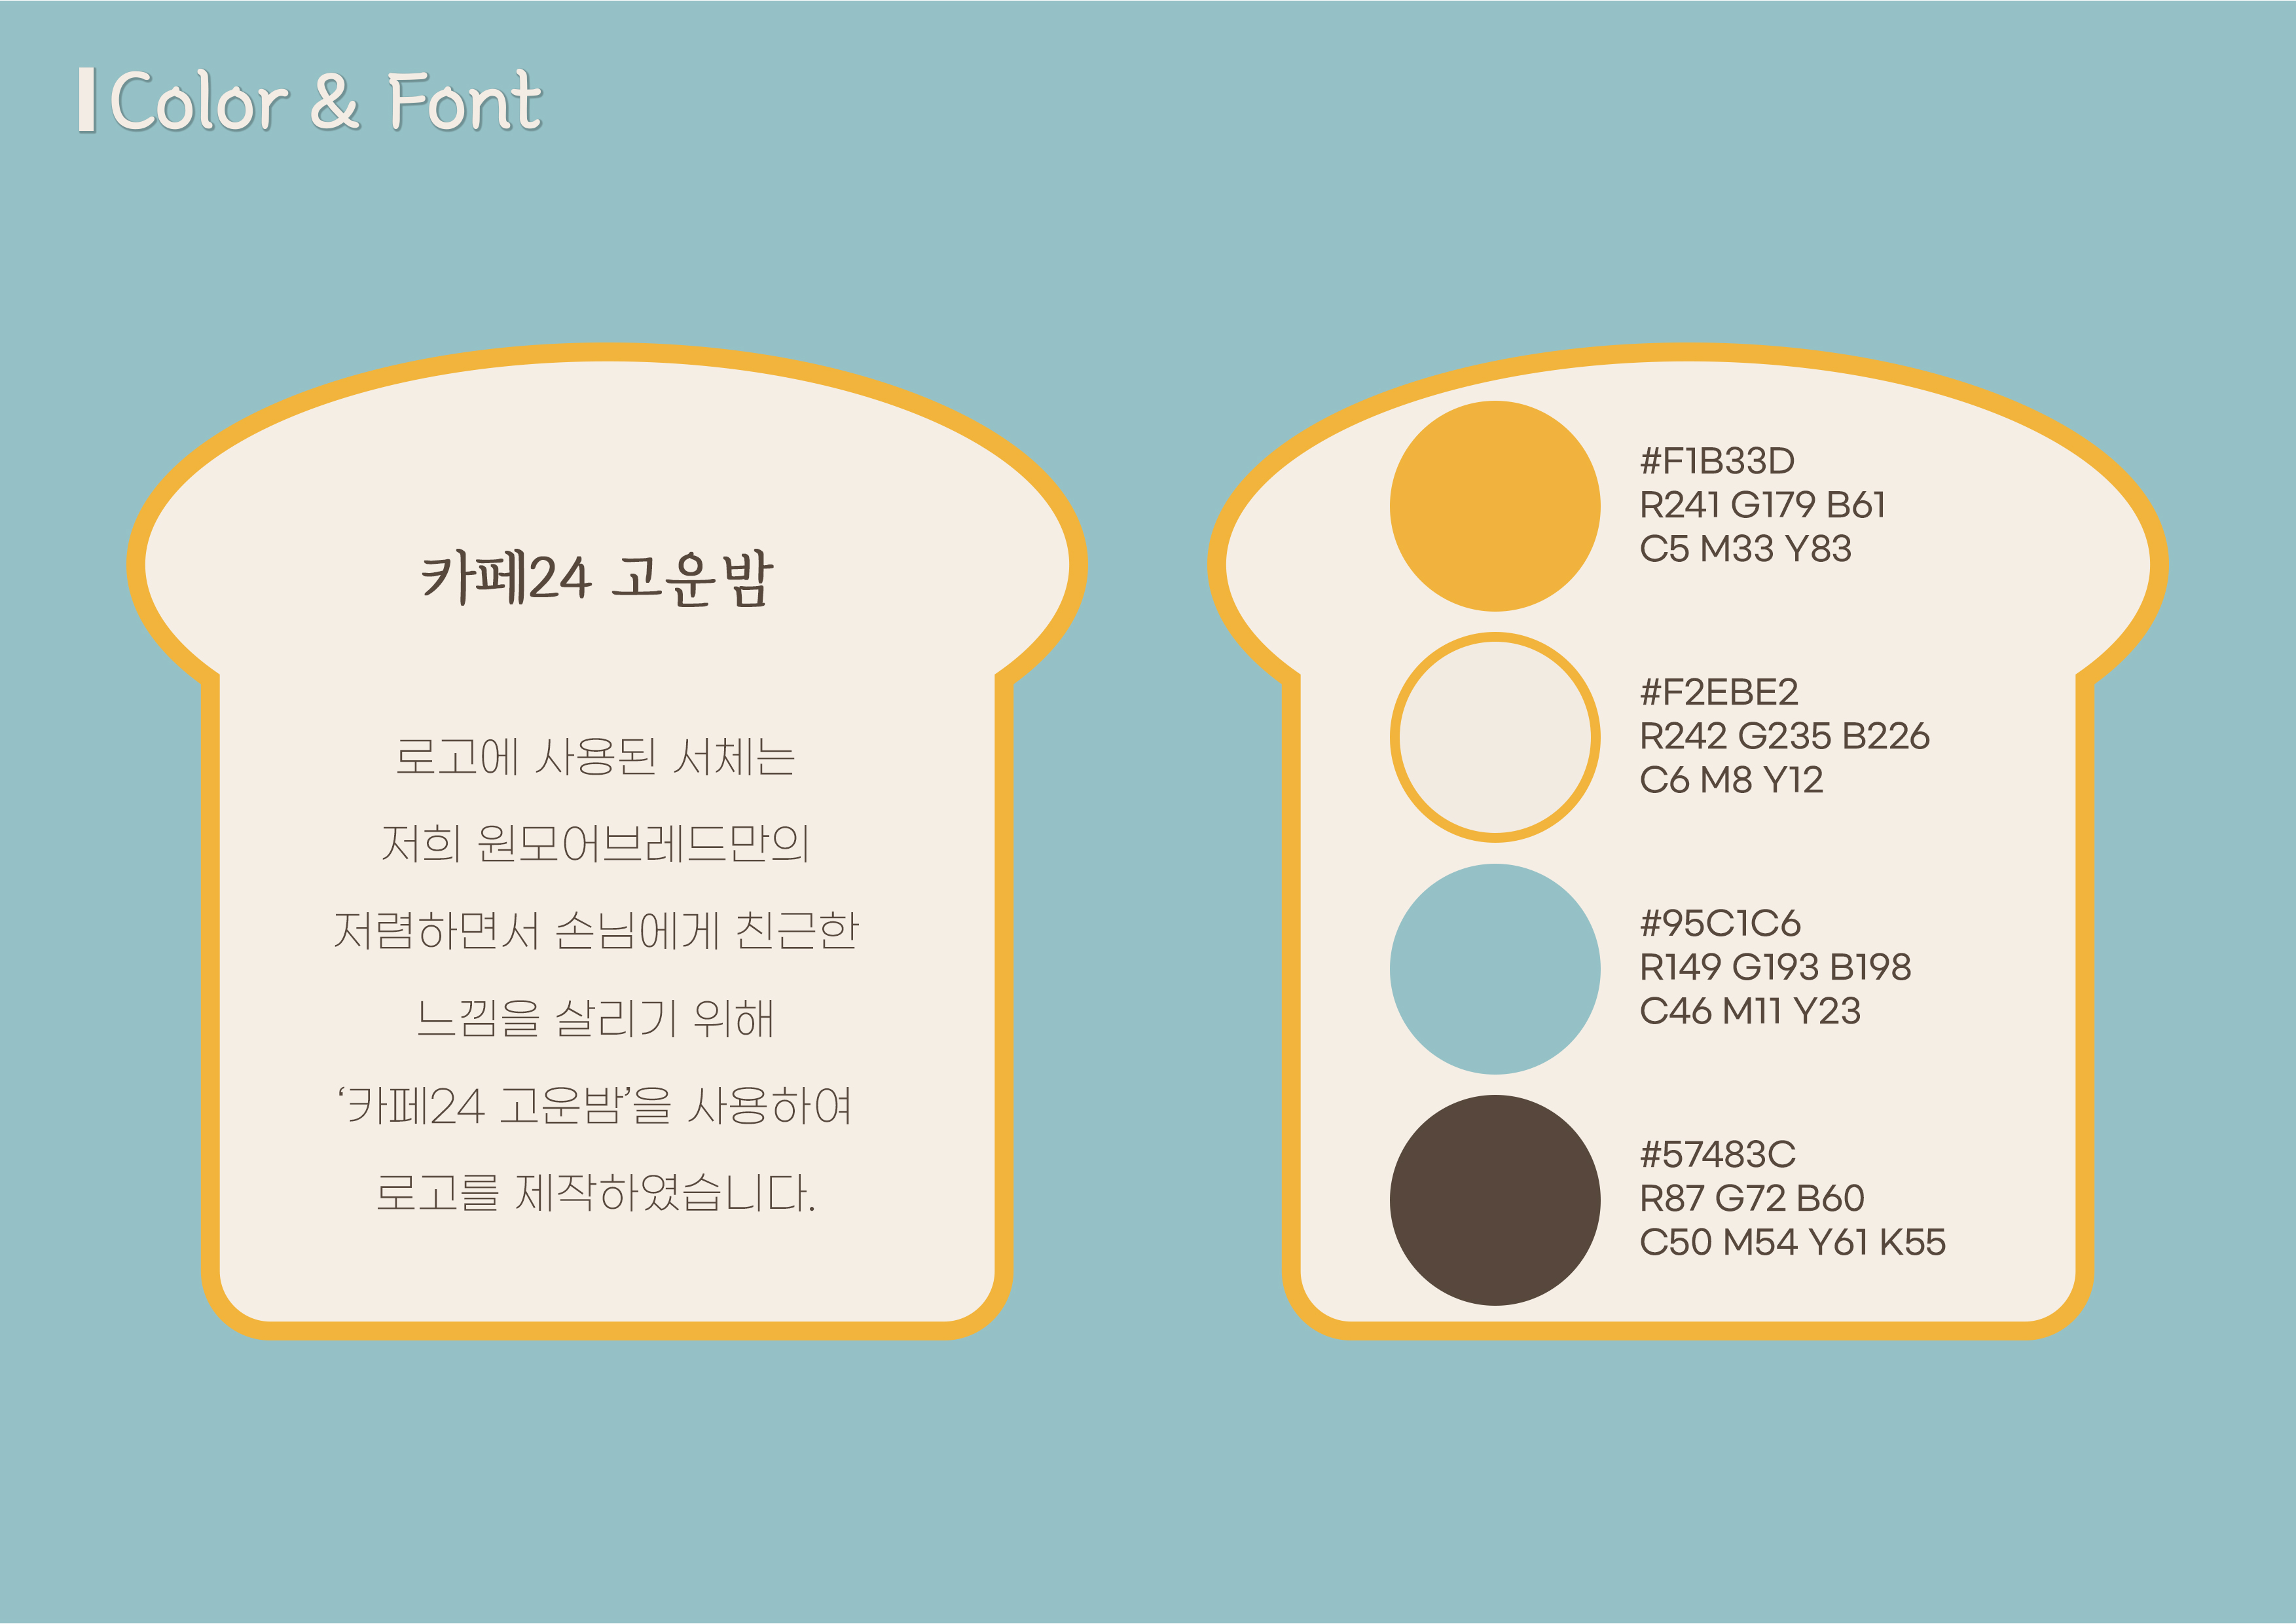 Color & Font
카페24 고운밤
로고에 사용된 서체는
저희 원모어브레드만의
저렴하면서 손님에게 친근한
느낌을 살리기 위해
‘카페24 고운밤’을 사용하여
로고를 제작하였습니다.
#F1B33D
R241 G179 B61
C5 M33 Y83
#F2EBE2
R242 G235 B226
C6 M8 Y12
#95C1C6
R149 G193 B198
C46 M11 Y23
#57483C
R87 G72 B60
C50 M54 Y61 K55